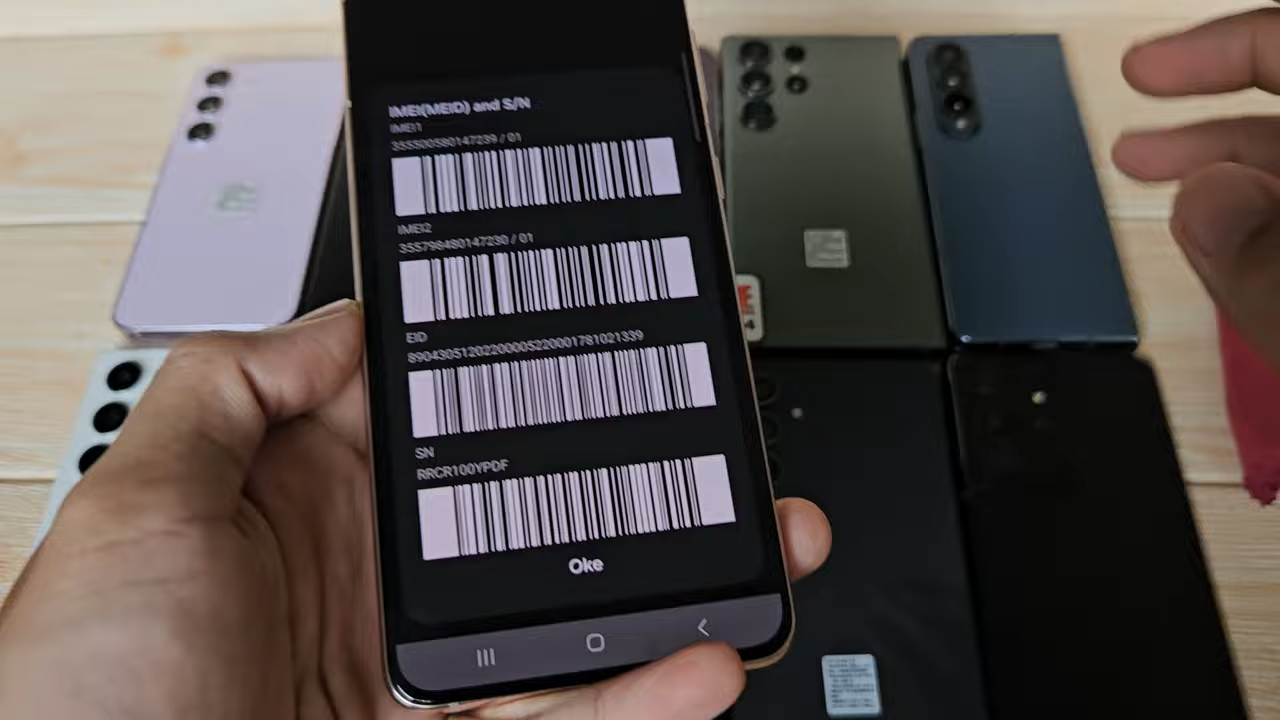 IMEI(MEID) and S/N
IMEI1
355500580147239 / 01
IMEI2
355798480147230 / 01
EID
89043051202200005220001781021339
SN
RRCR100YPDF
Oke